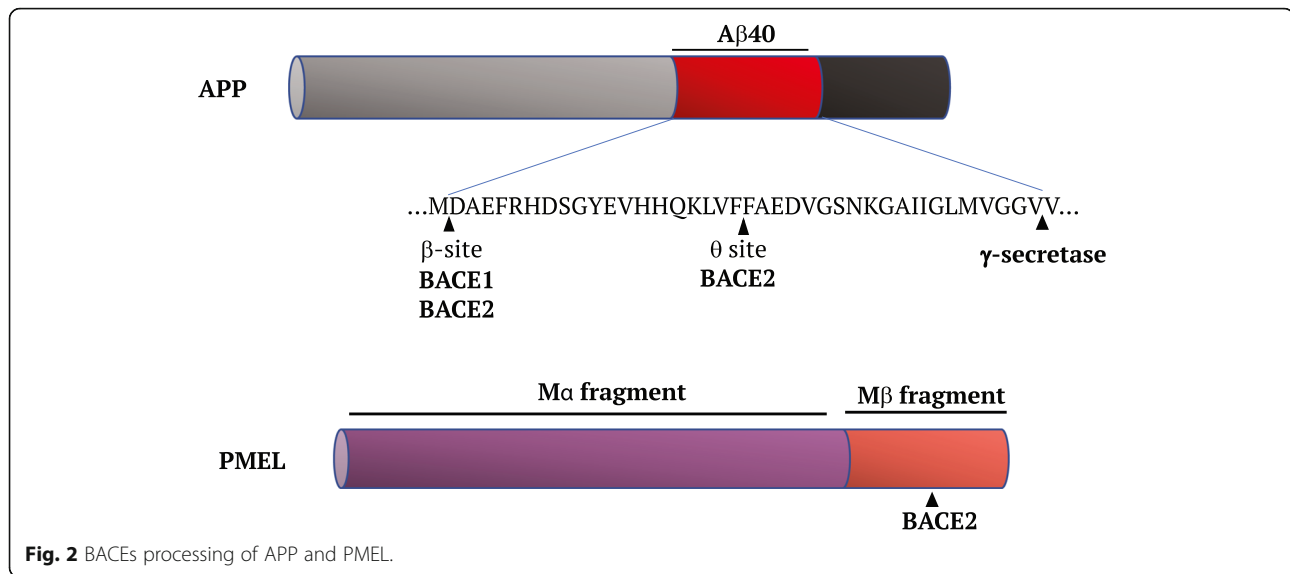 Aβ40
APP
...MDAEFRHDSGYEVHHQKLVFFAEDVGSNKGAIIGLMVGGVV...
β-site
BACE1
BACE2
θ site
BACE2
γ-secretase
Mα fragment
Mβ fragment
PMEL
BACE2
Fig. 2 BACEs processing of APP and PMEL.